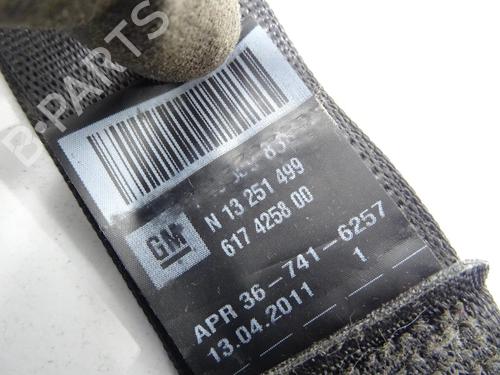 B-PARTS
GM
N 13 251 499
617 4258 00
APR 36-741-6257
13.04.2011 1